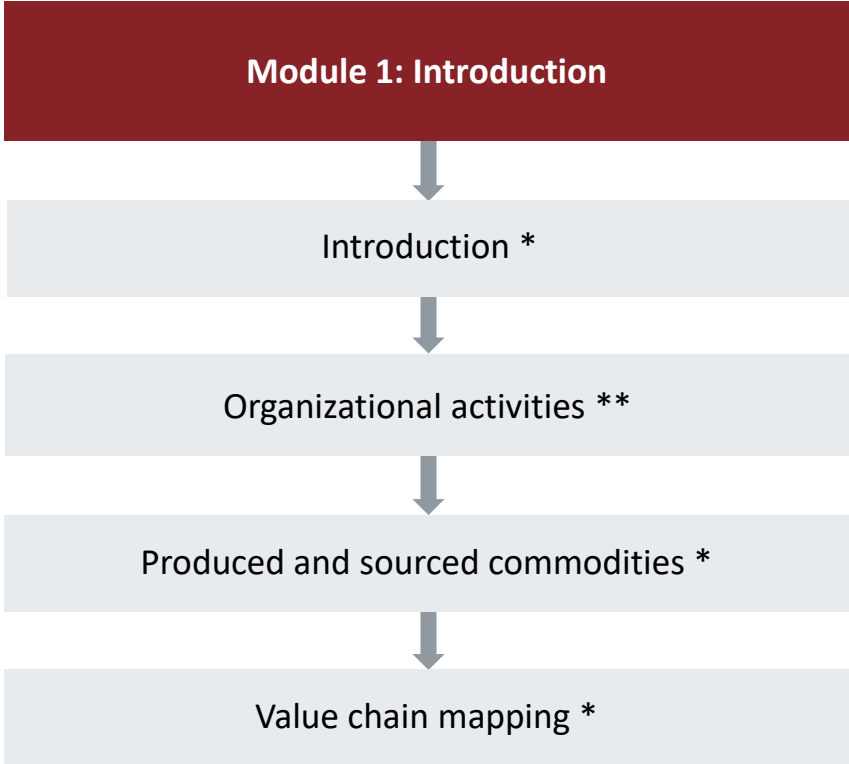 Module 1: Introduction
Introduction *
Organizational activities **
Produced and sourced commodities *
Value chain mapping *